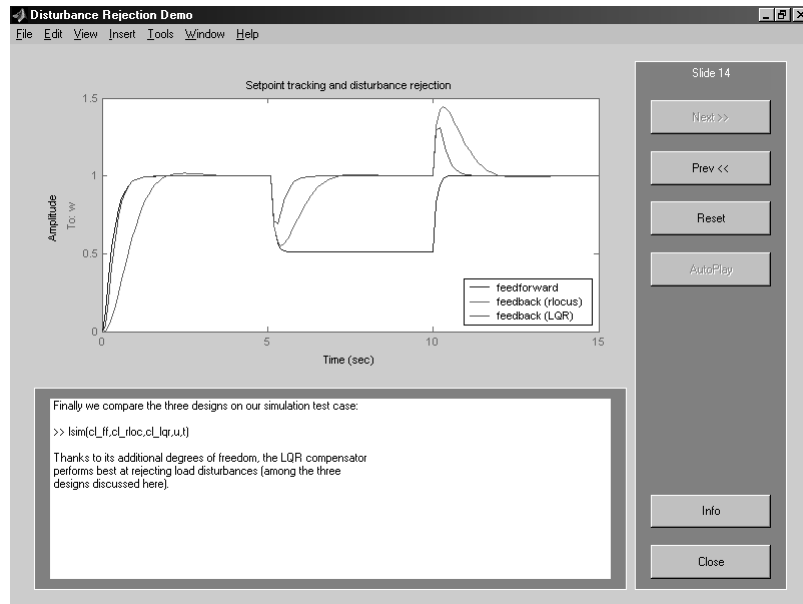 Disturbance Rejection Demo
File Edit View Insert Tools Window Help
Setpoint tracking and disturbance rejection
1.5
1
0.5
0
Amplitude
To: w
0 5 10 15
Time (sec)
feedforward
feedback (rlocus)
feedback (LQR)
Slide 14
Next >>
Prev <<
Reset
AutoPlay
Info
Close
Finally we compare the three designs on our simulation test case:
>> lsim(cl_ff,cl_rloc,cl_lqr,u,t)
Thanks to its additional degrees of freedom, the LQR compensator
performs best at rejecting load disturbances (among the three
designs discussed here).